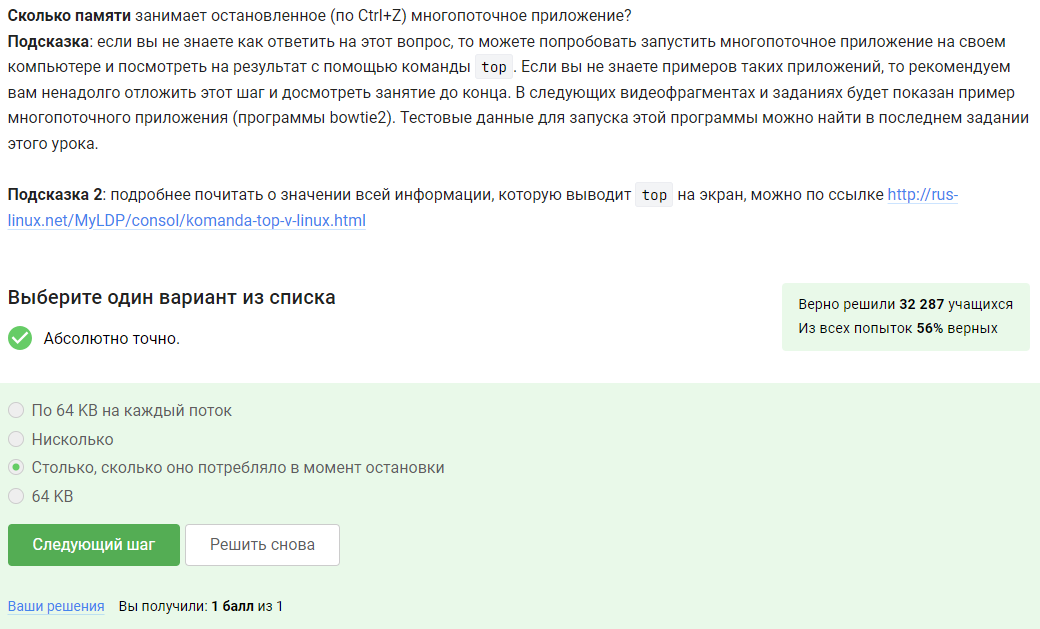 Сколько памяти занимает остановленное (по Ctrl+Z) многопоточное приложение?
Подсказка: если вы не знаете как ответить на этот вопрос, то можете попробовать запустить многопоточное приложение на своем
компьютере и посмотреть на результат с помощью команды top. Если вы не знаете примеров таких приложений, то рекомендуем
вам ненадолго отложить этот шаг и досмотреть занятие до конца. В следующих видеофрагментах и заданиях будет показан пример
многопоточного приложения (программы bowtie2). Тестовые данные для запуска этой программы можно найти в последнем задании
этого урока.
Подсказка 2: подробнее почитать о значении всей информации, которую выводит top на экран, можно по ссылке http://rus-
linux.net/MyLDP/consol/komanda-top-v-linux.html
Выберите один вариант из списка
Абсолютно точно.
Верно решили 32 287 учащихся
Из всех попыток 56% верных
По 64 KB на каждый поток
Нисколько
Столько, сколько оно потребляло в момент остановки
64 KB
Следующий шаг
Решить снова
Ваши решения Вы получили: 1 балл из 1